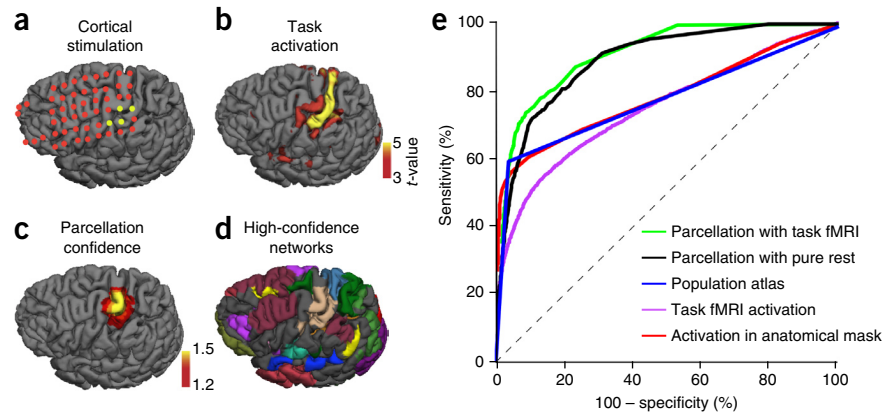 a
Cortical
stimulation
b
Task
activation
5
3
t-value
c
Parcellation
confidence
1.5
1.2
d
High-confidence
networks
e
Sensitivity (%)
100
80
60
40
20
0
0
20
40
60
80
100
100 – specificity (%)
Parcellation with task fMRI
Parcellation with pure rest
Population atlas
Task fMRI activation
Activation in anatomical mask